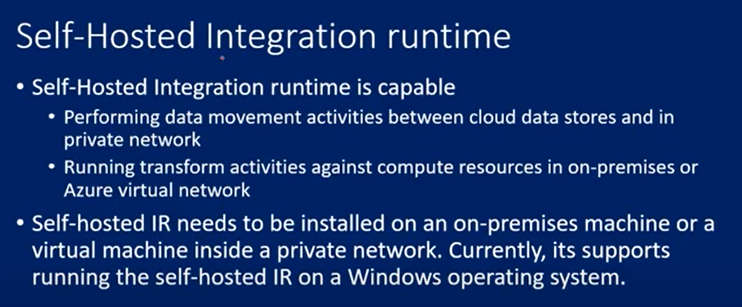 Self-Hosted Integration runtime
• Self-Hosted Integration runtime is capable
• Performing data movement activities between cloud data stores and in
private network
• Running transform activities against compute resources in on-premises or
Azure virtual network
• Self-hosted IR needs to be installed on an on-premises machine or a
virtual machine inside a private network. Currently, its supports
running the self-hosted IR on a Windows operating system.